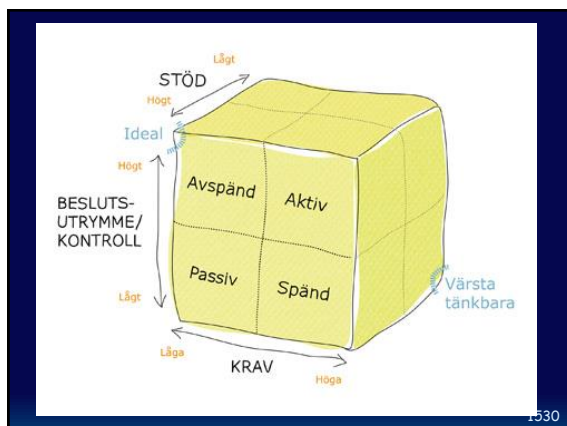 Lågt
STÖD
Högt
Ideal
Högt
Avspänd
Aktiv
BESLUTS-
UTRYMME/
KONTROLL
Passiv
Spänd
Värsta
tänkbara
Lågt
Låga
KRAV
Höga
1530